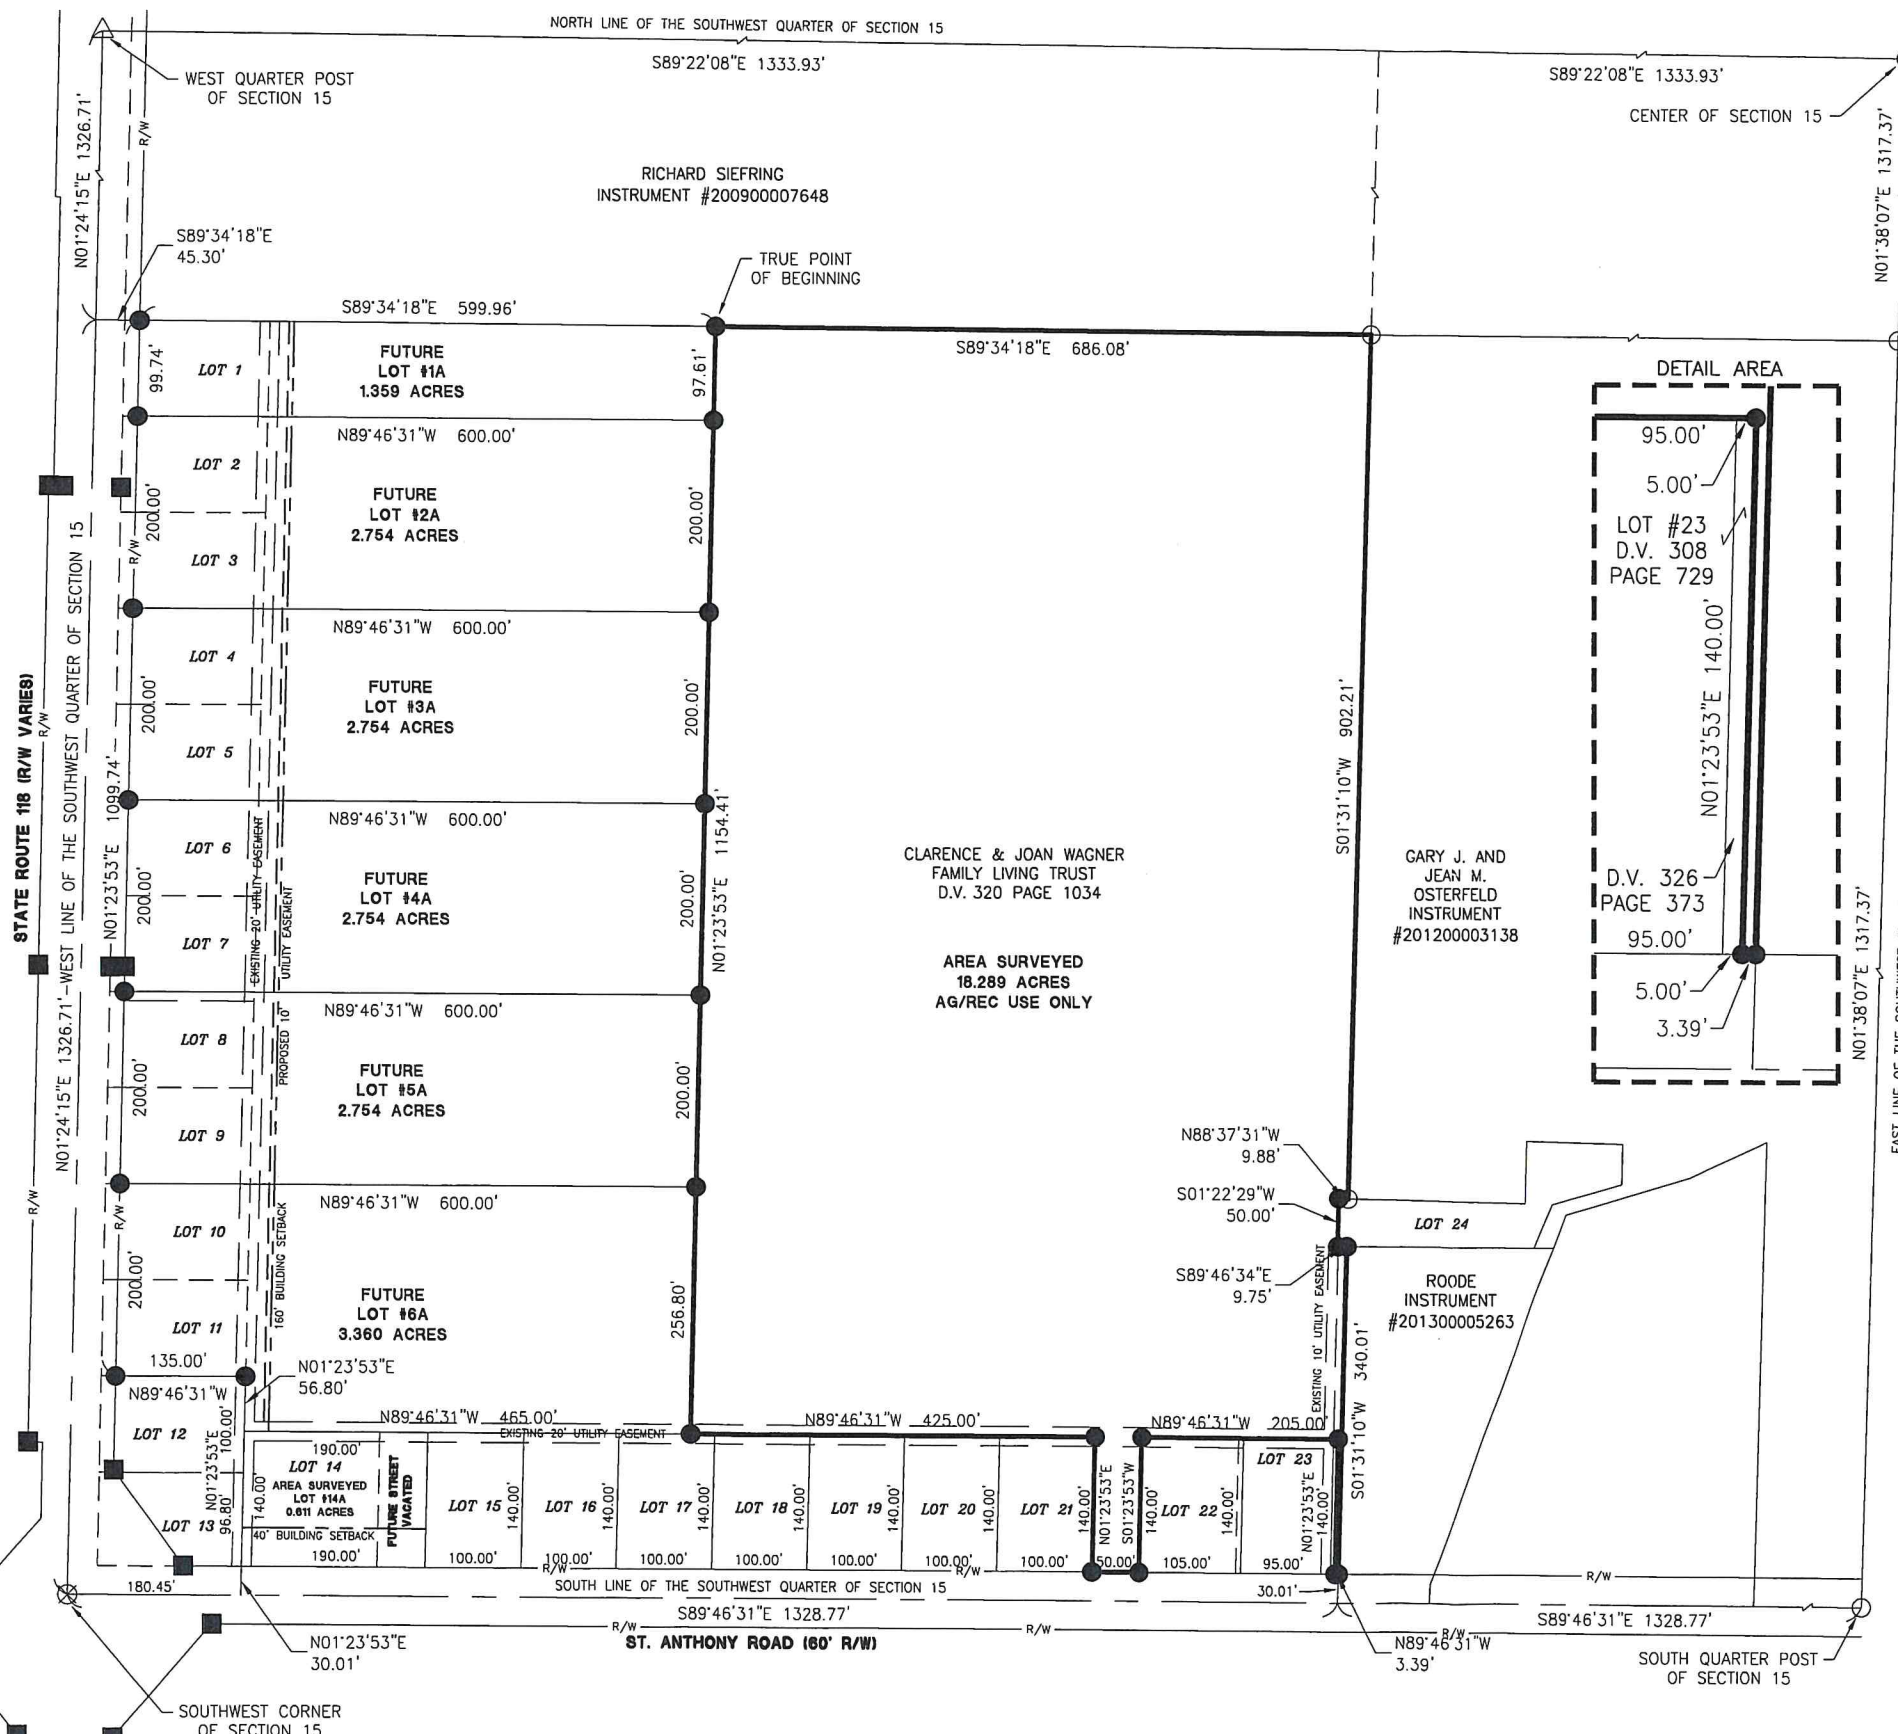 NORTH LINE OF THE SOUTHWEST QUARTER OF SECTION 15
S89°22'08"E 1333.93'
S89°22'08"E 1333.93'
WEST QUARTER POST
OF SECTION 15
CENTER OF SECTION 15
N01°24'15"E 1326.71'
R/W
N01°38'07"E 1317.37'
RICHARD SIEFRING
INSTRUMENT #200900007648
S89°34'18"E
45.30'
TRUE POINT
OF BEGINNING
S89°34'18"E 599.96'
S89°34'18"E 686.08'
99.74'
LOT 1
FUTURE
LOT #1A
1.359 ACRES
97.61'
N89°46'31"W 600.00'
LOT 2
FUTURE
LOT #2A
2.754 ACRES
200.00'
200.00'
R/W
LOT 3
N89°46'31"W 600.00'
LOT 4
FUTURE
LOT #3A
2.754 ACRES
200.00'
200.00'
LOT 5
N89°46'31"W 600.00'
LOT 6
FUTURE
LOT #4A
2.754 ACRES
200.00'
200.00'
LOT 7
N89°46'31"W 600.00'
LOT 8
FUTURE
LOT #5A
2.754 ACRES
200.00'
200.00'
LOT 9
N89°46'31"W 600.00'
LOT 10
FUTURE
LOT #6A
3.360 ACRES
200.00'
256.80'
LOT 11
STATE ROUTE 118 (R/W VARIES)
R/W
R/W
R/W
N01°24'15"E 1326.71'-WEST LINE OF THE SOUTHWEST QUARTER OF SECTION 15
N01°23'53"E 1099.74'
EXISTING 20' UTILITY EASEMENT
PROPOSED 10' UTILITY EASEMENT
160' BUILDING SETBACK
N01°23'53"E 1154.41'
CLARENCE & JOAN WAGNER
FAMILY LIVING TRUST
D.V. 320 PAGE 1034
AREA SURVEYED
18.289 ACRES
AG/REC USE ONLY
S01°31'10"W 902.21'
GARY J. AND
JEAN M.
OSTERFELD
INSTRUMENT
#201200003138
DETAIL AREA
95.00'
5.00'
LOT #23
D.V. 308
PAGE 729
N01°23'53"E 140.00'
D.V. 326
PAGE 373
95.00'
5.00'
3.39'
N01°38'07"E 1317.37'
N88°37'31"W
9.88'
S01°22'29"W
50.00'
S89°46'34"E
9.75'
EXISTING 10' UTILITY EASEMENT
S01°31'10"W 340.01'
LOT 24
ROODE
INSTRUMENT
#201300005263
135.00'
N89°46'31"W
N01°23'53"E
56.80'
LOT 12
100.00'
N01°23'53"E
96.80'
LOT 13
N89°46'31"W 465.00'
EXISTING 20' UTILITY EASEMENT
N89°46'31"W 425.00'
N89°46'31"W 205.00'
190.00'
LOT 14
AREA SURVEYED
LOT #14A
0.611 ACRES
140.00'
40' BUILDING SETBACK
190.00'
FUTURE STREET
VACATED
LOT 15
140.00'
LOT 16
140.00'
LOT 17
140.00'
LOT 18
140.00'
LOT 19
140.00'
LOT 20
140.00'
LOT 21
140.00'
N01°23'53"E
S01°23'53"W
140.00'
LOT 22
140.00'
LOT 23
N01°23'53"E
140.00'
100.00'
100.00'
100.00'
100.00'
100.00'
100.00'
100.00'
50.00'
105.00'
95.00'
R/W
R/W
R/W
180.45'
SOUTH LINE OF THE SOUTHWEST QUARTER OF SECTION 15
30.01'
S89°46'31"E 1328.77'
S89°46'31"E 1328.77'
R/W
R/W
R/W
ST. ANTHONY ROAD (60' R/W)
N01°23'53"E
30.01'
N89°46'31"W
3.39'
SOUTH QUARTER POST
OF SECTION 15
SOUTHWEST CORNER
OF SECTION 15